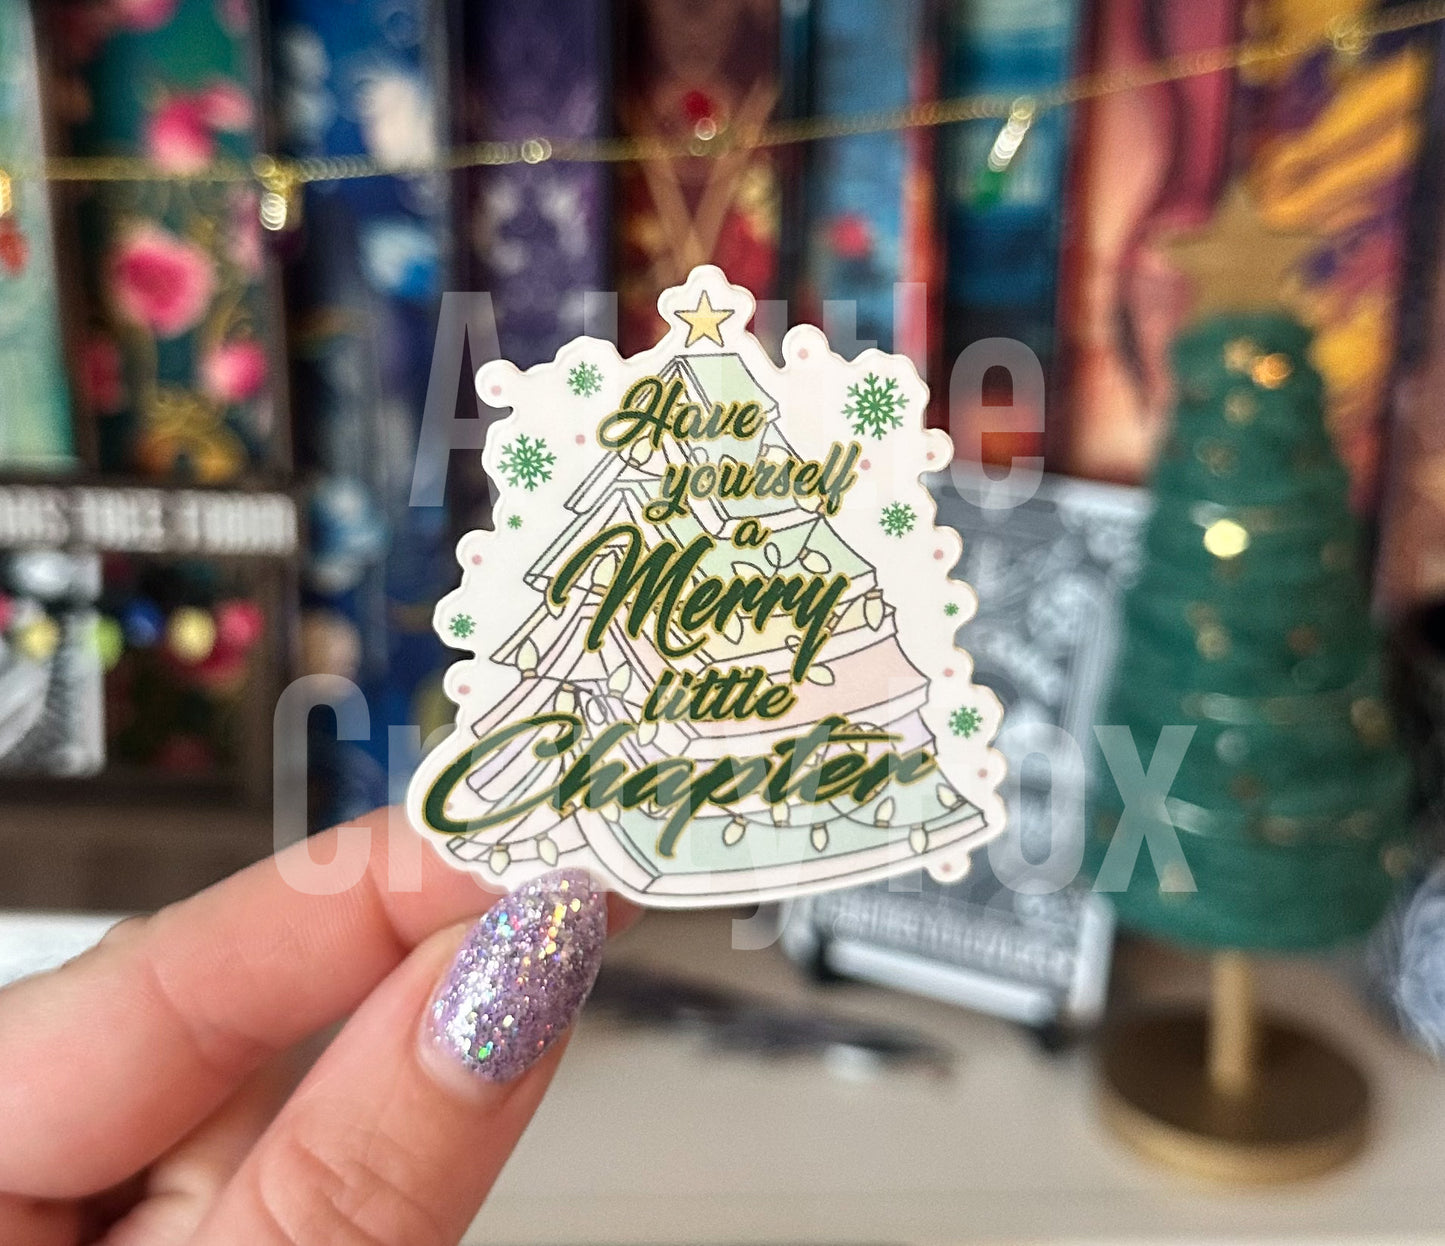 A Little
Crafty Fox
Have
yourself
a
Merry
little
Chapter